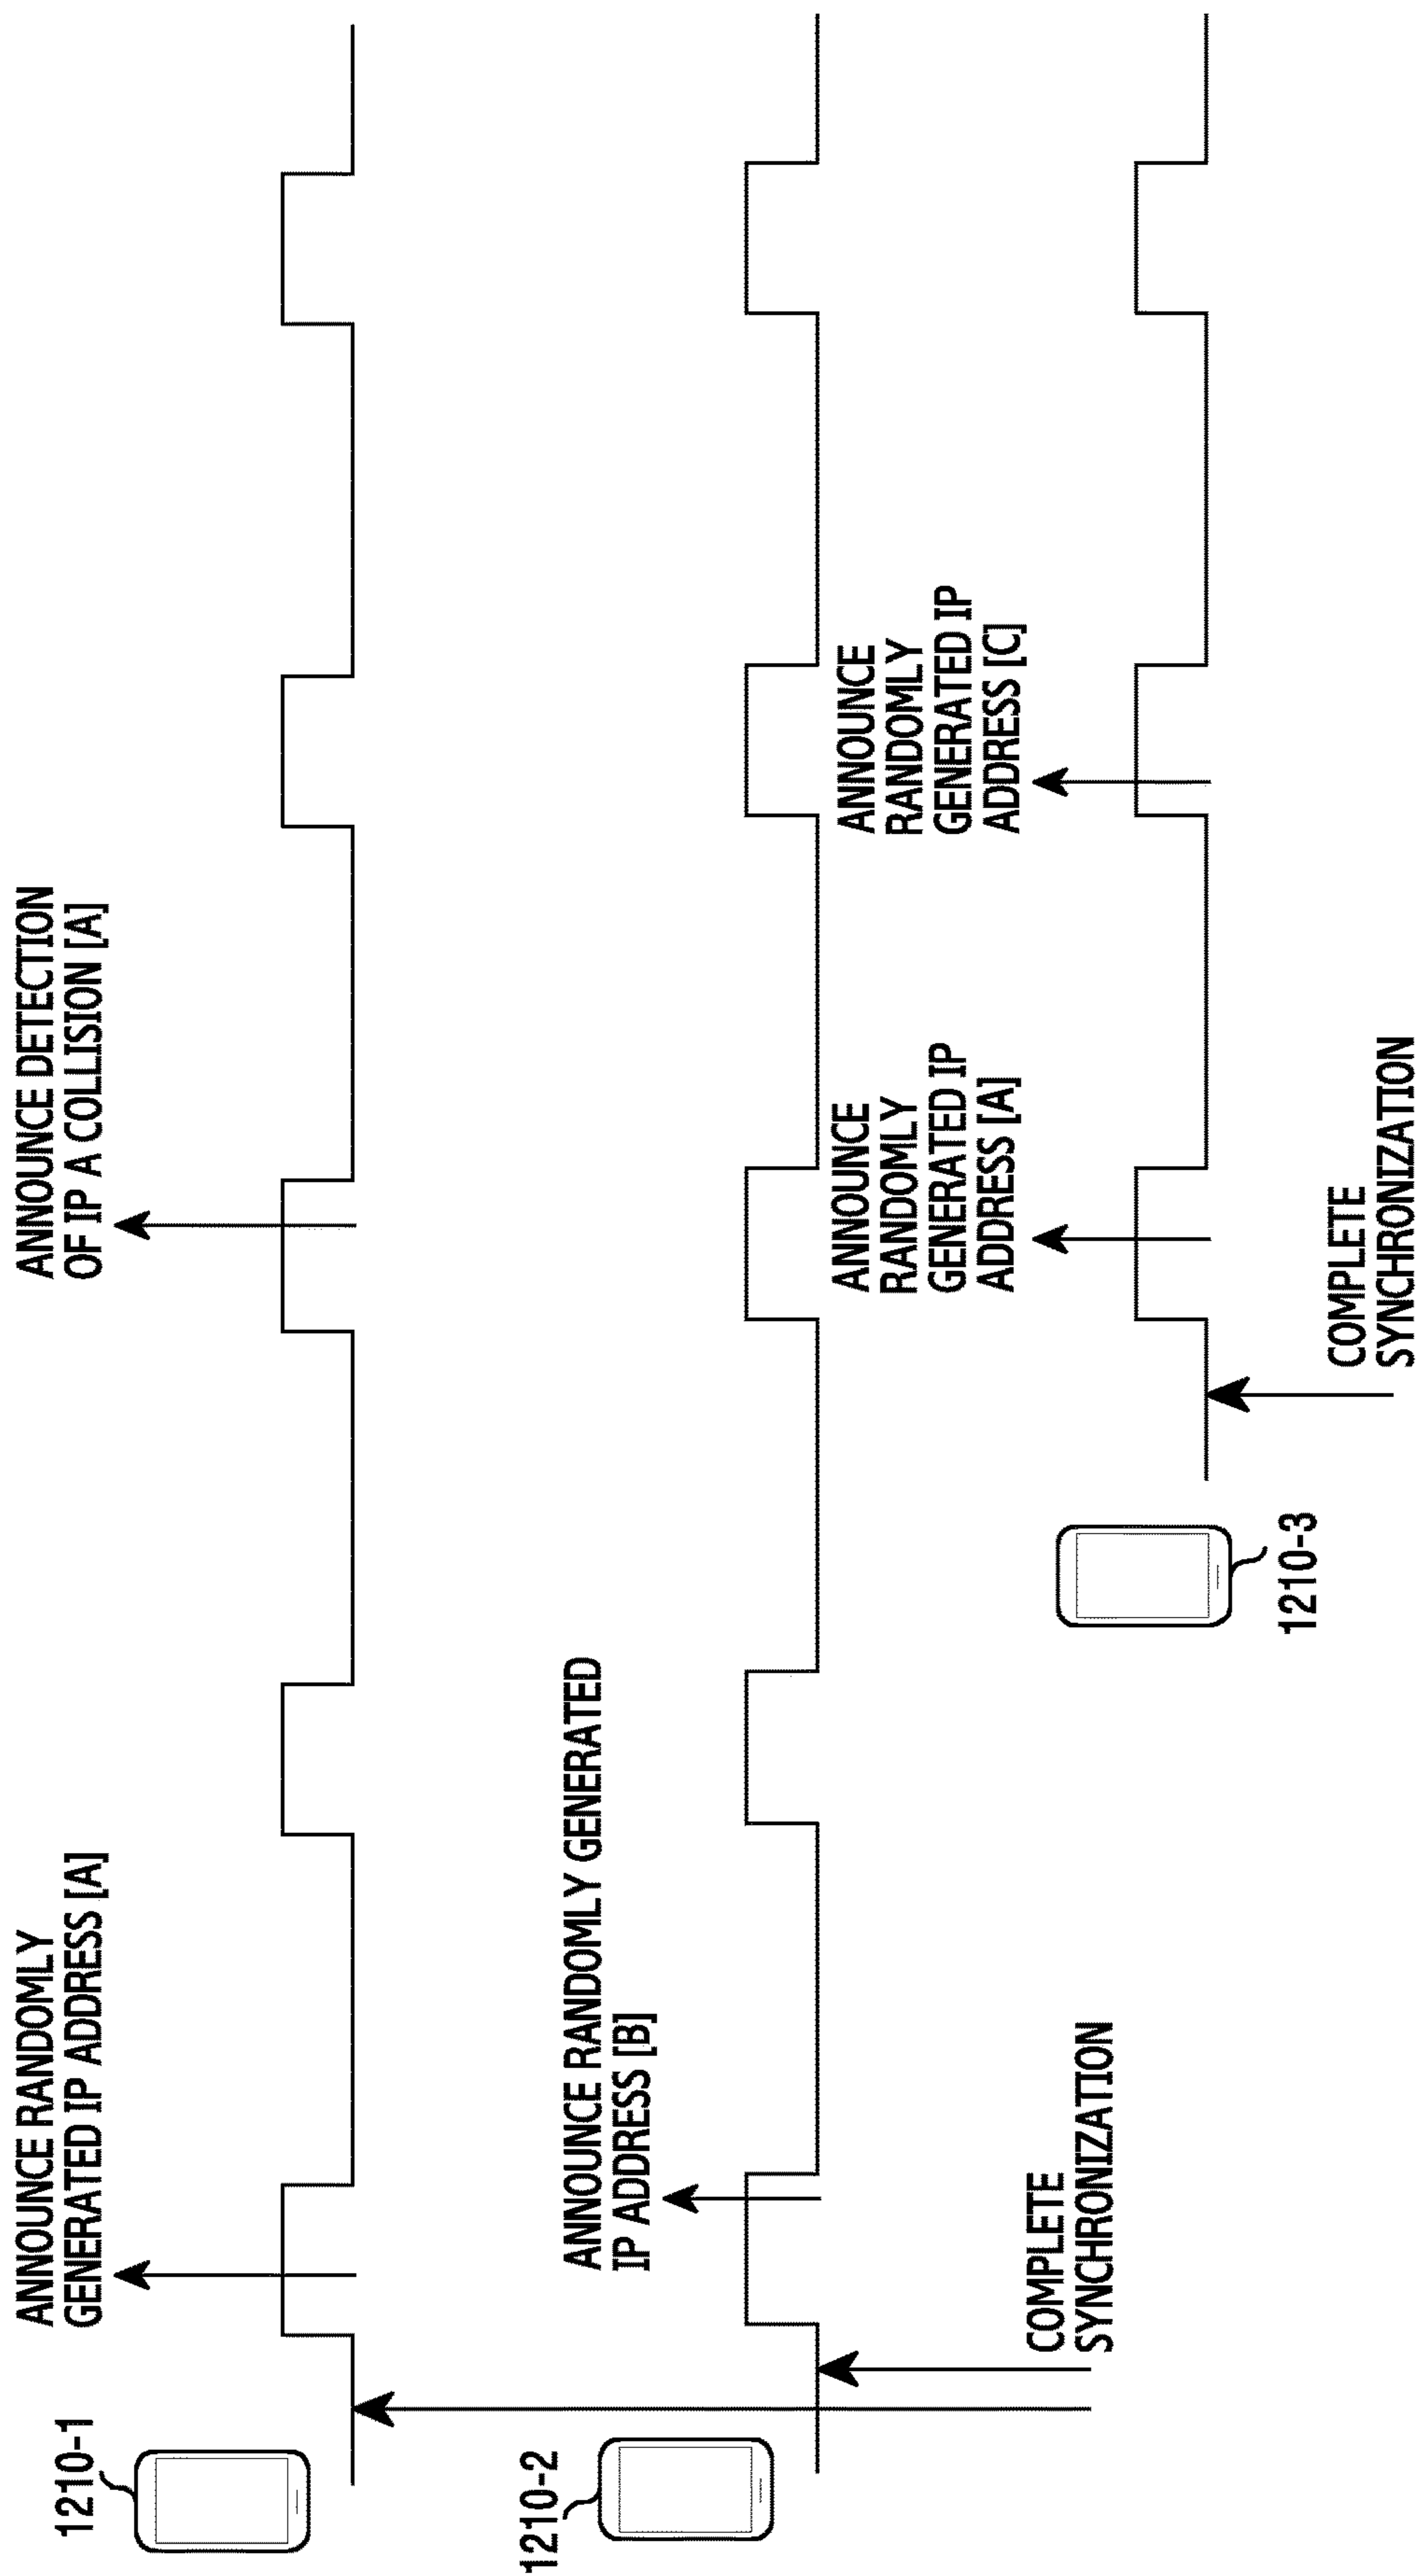 1210-1
ANNOUNCE RANDOMLY
GENERATED IP ADDRESS [A]
ANNOUNCE DETECTION
OF IP A COLLISION [A]
1210-2
ANNOUNCE RANDOMLY GENERATED
IP ADDRESS [B]
COMPLETE
SYNCHRONIZATION
1210-3
ANNOUNCE
RANDOMLY
GENERATED IP
ADDRESS [A]
ANNOUNCE
RANDOMLY
GENERATED IP
ADDRESS [C]
COMPLETE
SYNCHRONIZATION